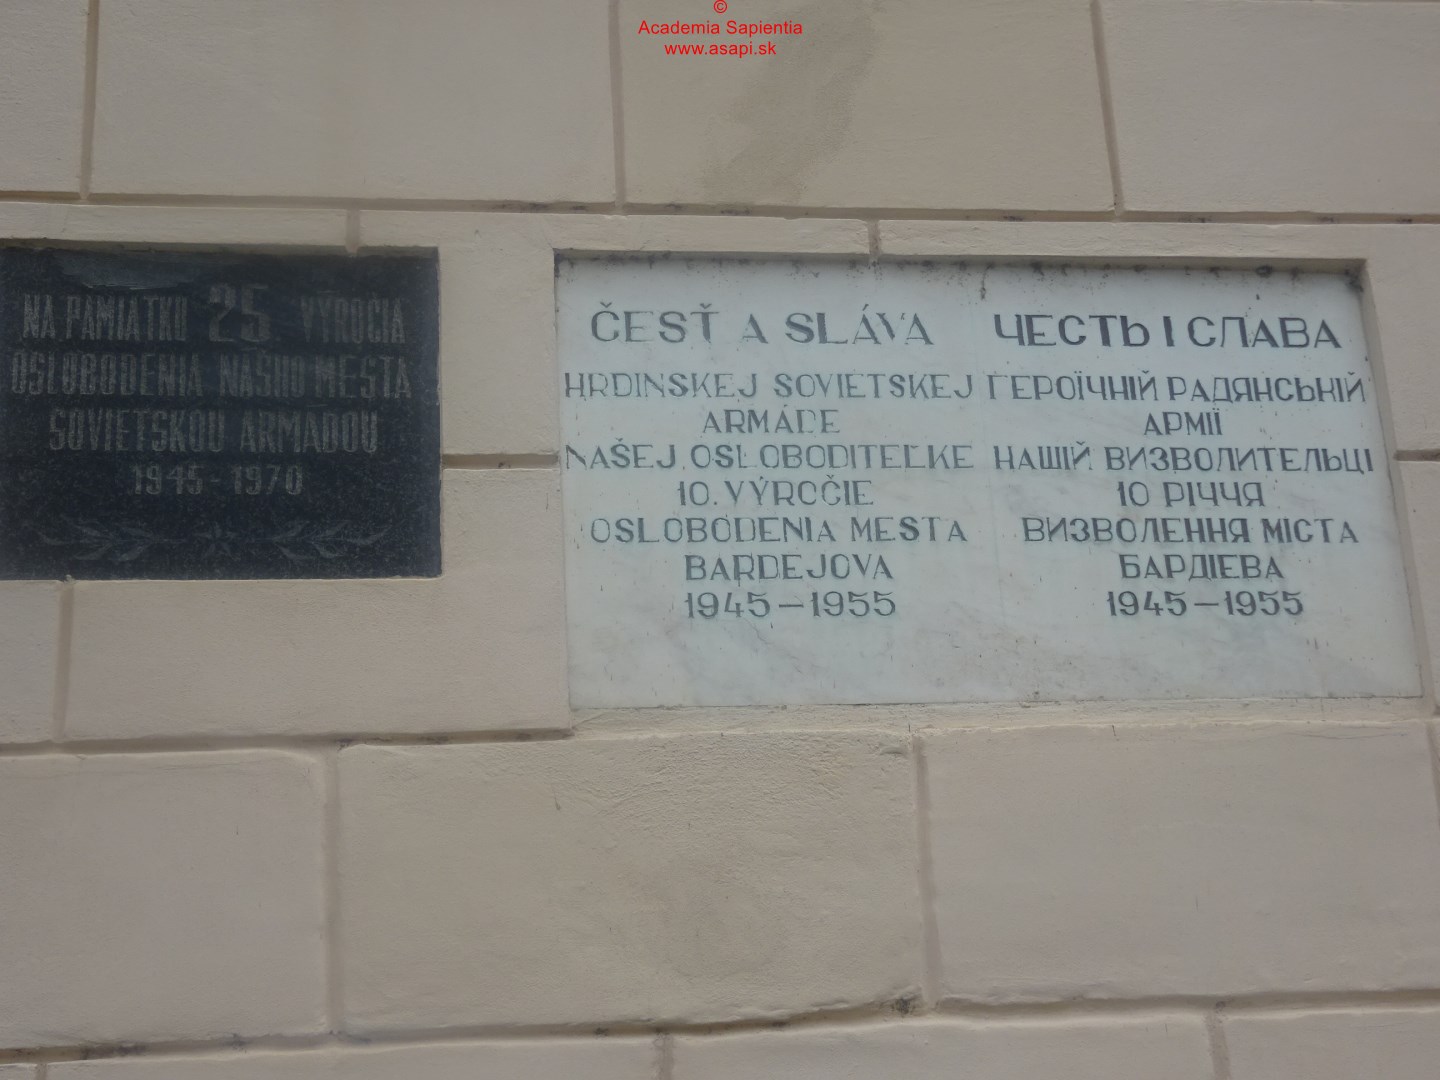 ©
Academia Sapientia
www.asapi.sk
NA PAMIATKU 25. VÝROČIA
OSLOBODENIA NÁŠHO MESTA
SOVIETSKOU ARMÁDOU
1945-1970
ČESŤ A SLÁVA
HRDINSKEJ SOVIETSKEJ
ARMÁDE
NAŠEJ OSLOBODITEĽKE
10. VÝROČIE
OSLOBODENIA MESTA
BARDEJOVA
1945–1955
ЧЕСТЬ І СЛАВА
ГЕРОЇЧНІЙ РАДЯНСЬКІЙ
АРМІЇ
НАШІЙ ВИЗВОЛИТЕЛЬЦІ
10 РІЧЧЯ
ВИЗВОЛЕННЯ МІСТА
БАРДІЄВА
1945–1955